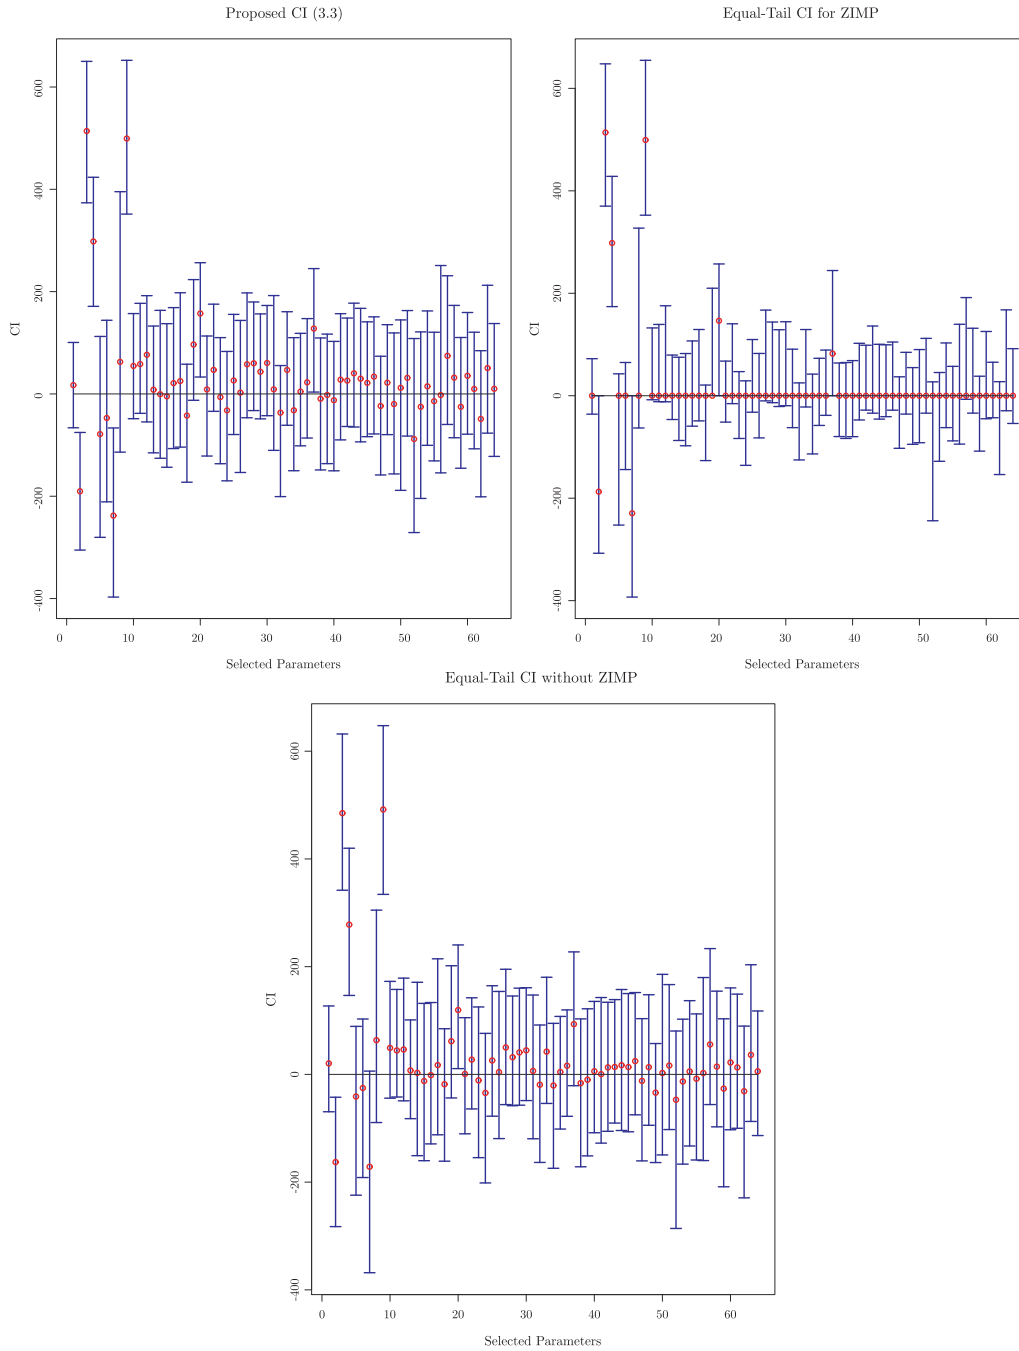 Proposed CI (3.3)
CI
600
400
200
0
-200
-400
0 10 20 30 40 50 60
Selected Parameters
Equal-Tail CI for ZIMP
CI
600
400
200
0
-200
-400
0 10 20 30 40 50 60
Selected Parameters
Equal-Tail CI without ZIMP
CI
600
400
200
0
-200
-400
0 10 20 30 40 50 60
Selected Parameters